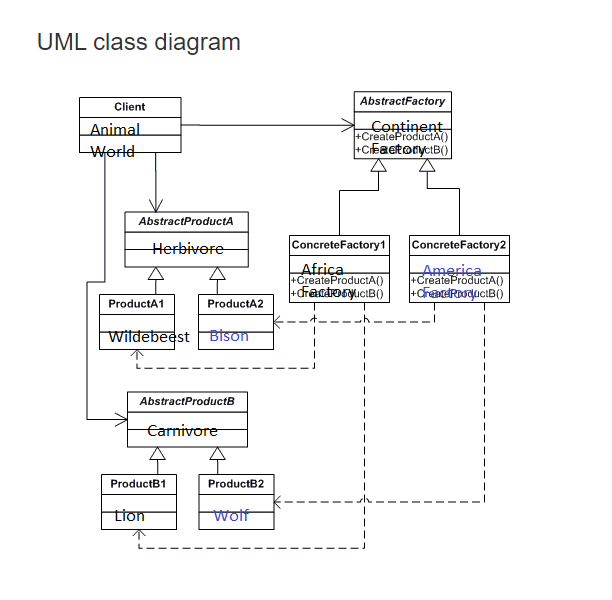 UML class diagram
Client
Animal
World
AbstractFactory
Continent
+CreateProductA()
Factory
+CreateProductB()
AbstractProductA
Herbivore
ConcreteFactory1
Africa
+CreateProductA()
Factory
+CreateProductB()
ConcreteFactory2
America
+CreateProductA()
Factory
+CreateProductB()
ProductA1
Wildebeest
ProductA2
Bison
AbstractProductB
Carnivore
ProductB1
Lion
ProductB2
Wolf